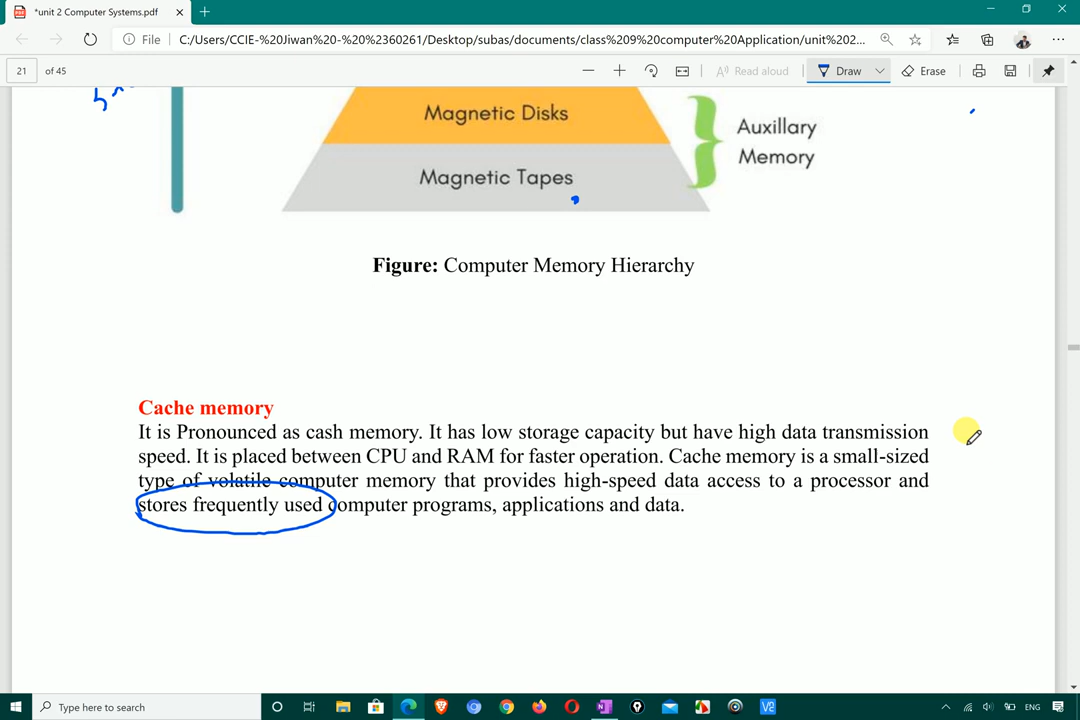 *unit 2 Computer Systems.pdf
File
C:/Users/CCIE-%20Jiwan%20-%20%2360261/Desktop/subas/documents/class%209%20computer%20Application/unit%202...
21 of 45
Read aloud
Draw
Erase
Magnetic Disks
Magnetic Tapes
Auxillary
Memory
Figure: Computer Memory Hierarchy
Cache memory
It is Pronounced as cash memory. It has low storage capacity but have high data transmission
speed. It is placed between CPU and RAM for faster operation. Cache memory is a small-sized
type of volatile computer memory that provides high-speed data access to a processor and
stores frequently used computer programs, applications and data.
Type here to search
ENG